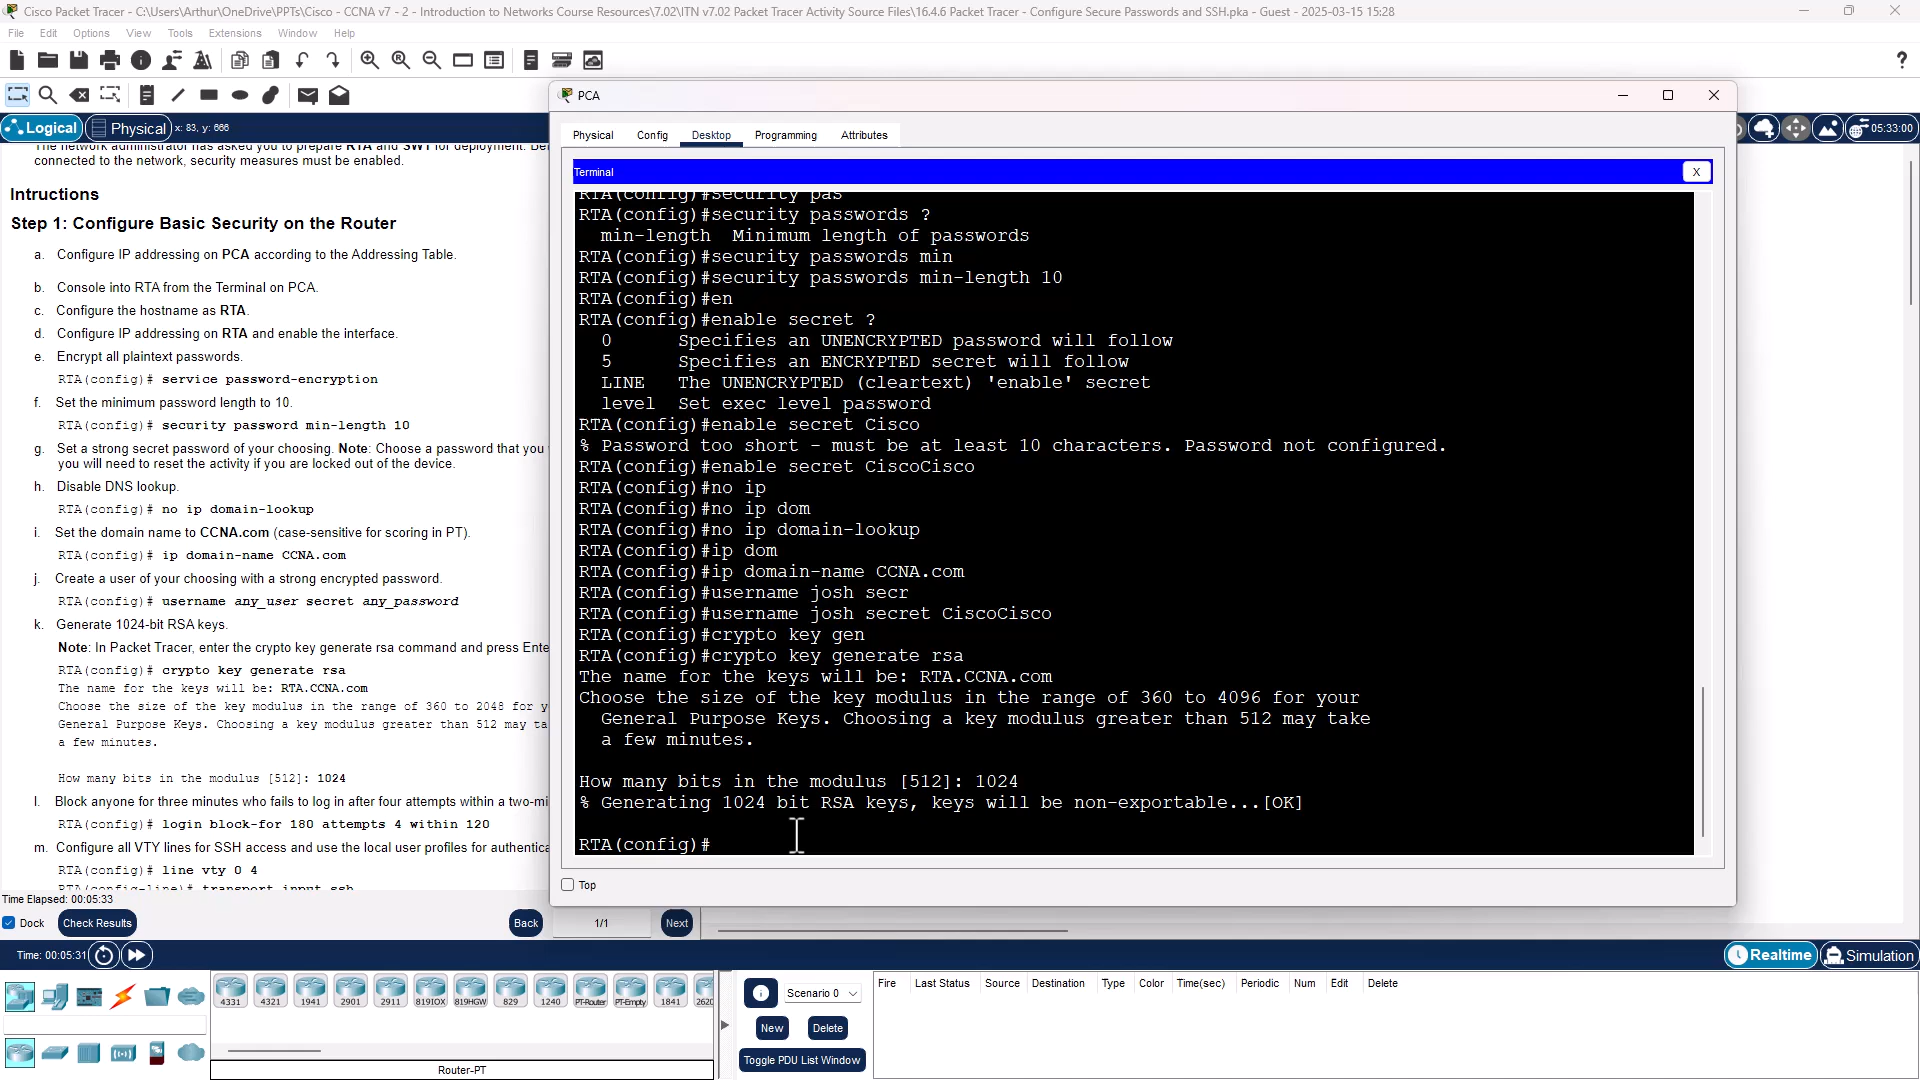 Cisco Packet Tracer - C:\Users\Arthur\OneDrive\PPTs\Cisco - CCNA v7 - 2 - Introduction to Networks Course Resources\7.02\ITN v7.02 Packet Tracer Activity Source Files\16.4.6 Packet Tracer - Configure Secure Passwords and SSH.pka - Guest - 2025-03-15 15:28
File Edit Options View Tools Extensions Window Help
Logical Physical x: 83, y: 666
05:33:00
The network administrator has asked you to prepare RTA and SW1 for deployment. Be
connected to the network, security measures must be enabled.
Intructions
Step 1: Configure Basic Security on the Router
a. Configure IP addressing on PCA according to the Addressing Table.
b. Console into RTA from the Terminal on PCA.
c. Configure the hostname as RTA.
d. Configure IP addressing on RTA and enable the interface.
e. Encrypt all plaintext passwords.
RTA(config)# service password-encryption
f. Set the minimum password length to 10.
RTA(config)# security password min-length 10
g. Set a strong secret password of your choosing. Note: Choose a password that you
you will need to reset the activity if you are locked out of the device.
h. Disable DNS lookup.
RTA(config)# no ip domain-lookup
i. Set the domain name to CCNA.com (case-sensitive for scoring in PT).
RTA(config)# ip domain-name CCNA.com
j. Create a user of your choosing with a strong encrypted password.
RTA(config)# username any_user secret any_password
k. Generate 1024-bit RSA keys.
Note: In Packet Tracer, enter the crypto key generate rsa command and press Ente
RTA(config)# crypto key generate rsa
The name for the keys will be: RTA.CCNA.com
Choose the size of the key modulus in the range of 360 to 2048 for y
General Purpose Keys. Choosing a key modulus greater than 512 may ta
a few minutes.
How many bits in the modulus [512]: 1024
l. Block anyone for three minutes who fails to log in after four attempts within a two-mi
RTA(config)# login block-for 180 attempts 4 within 120
m. Configure all VTY lines for SSH access and use the local user profiles for authentica
RTA(config)# line vty 0 4
RTA(config-line)# transport input ssh
Time Elapsed: 00:05:33
Dock Check Results Back 1/1 Next
PCA
Physical Config Desktop Programming Attributes
Terminal X
RTA(config)#security pas
RTA(config)#security passwords ?
min-length Minimum length of passwords
RTA(config)#security passwords min
RTA(config)#security passwords min-length 10
RTA(config)#en
RTA(config)#enable secret ?
0 Specifies an UNENCRYPTED password will follow
5 Specifies an ENCRYPTED secret will follow
LINE The UNENCRYPTED (cleartext) 'enable' secret
level Set exec level password
RTA(config)#enable secret Cisco
% Password too short - must be at least 10 characters. Password not configured.
RTA(config)#enable secret CiscoCisco
RTA(config)#no ip
RTA(config)#no ip dom
RTA(config)#no ip domain-lookup
RTA(config)#ip dom
RTA(config)#ip domain-name CCNA.com
RTA(config)#username josh secr
RTA(config)#username josh secret CiscoCisco
RTA(config)#crypto key gen
RTA(config)#crypto key generate rsa
The name for the keys will be: RTA.CCNA.com
Choose the size of the key modulus in the range of 360 to 4096 for your
General Purpose Keys. Choosing a key modulus greater than 512 may take
a few minutes.
How many bits in the modulus [512]: 1024
% Generating 1024 bit RSA keys, keys will be non-exportable...[OK]
RTA(config)#
Top
Time: 00:05:31
Realtime Simulation
4331 4321 1941 2901 2911 819IOX 819HGW 829 1240 PT-Router PT-Empty 1841 2620
Router-PT
Scenario 0
New Delete
Toggle PDU List Window
Fire Last Status Source Destination Type Color Time(sec) Periodic Num Edit Delete